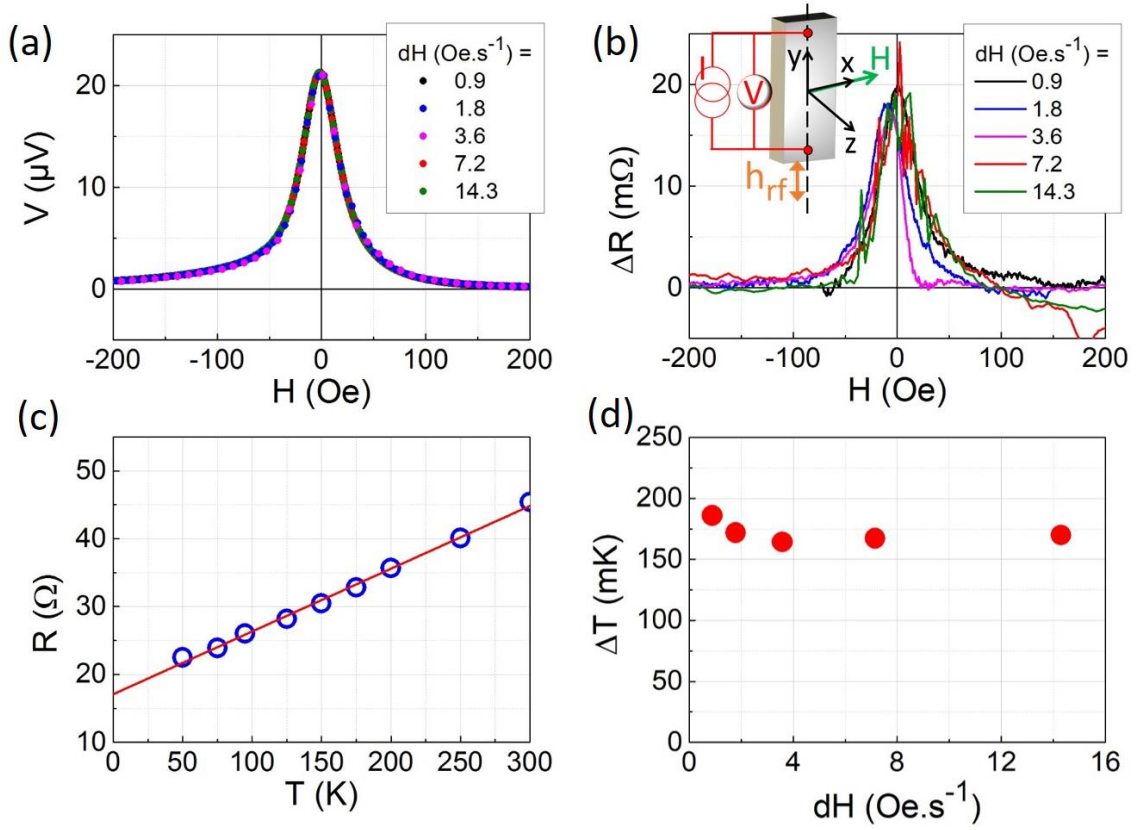 (a)
dH (Oe.s⁻¹) =
0.9
1.8
3.6
7.2
14.3
20
10
0
V (µV)
-200 -100 0 100 200
H (Oe)
(b)
dH (Oe.s⁻¹) =
0.9
1.8
3.6
7.2
14.3
I
V
y
x
H
z
h_rf
20
10
0
ΔR (mΩ)
-200 -100 0 100 200
H (Oe)
(c)
50
40
30
20
10
R (Ω)
0 50 100 150 200 250 300
T (K)
(d)
250
200
150
100
50
0
ΔT (mK)
0 4 8 12 16
dH (Oe.s⁻¹)